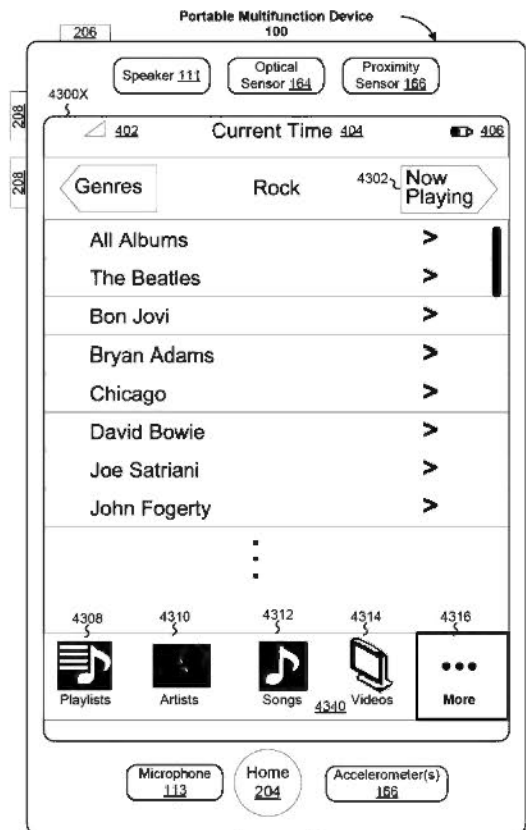 Portable Multifunction Device
100
206
Speaker 111
Optical
Sensor 164
Proximity
Sensor 166
4300X
208
402
Current Time 404
406
208
Genres
Rock
4302
Now
Playing
All Albums >
The Beatles >
Bon Jovi >
Bryan Adams >
Chicago >
David Bowie >
Joe Satriani >
John Fogerty >
4308
4310
4312
4314
4316
Playlists
Artists
Songs
4340
Videos
More
Microphone
113
Home
204
Accelerometer(s)
166